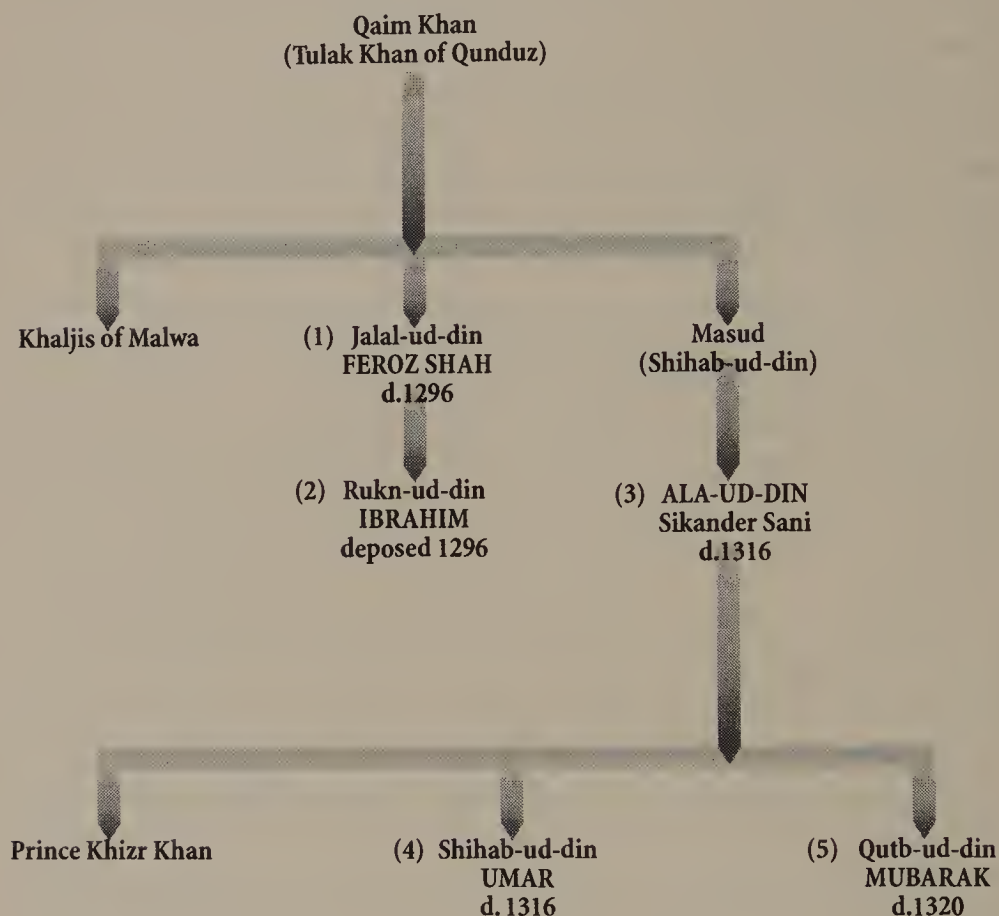 Qaim Khan
(Tulak Khan of Qunduz)
Khaljis of Malwa
(1) Jalal-ud-din
FEROZ SHAH
d.1296
Masud
(Shihab-ud-din)
(2) Rukn-ud-din
IBRAHIM
deposed 1296
(3) ALA-UD-DIN
Sikander Sani
d.1316
Prince Khizr Khan
(4) Shihab-ud-din
UMAR
d. 1316
(5) Qutb-ud-din
MUBARAK
d.1320